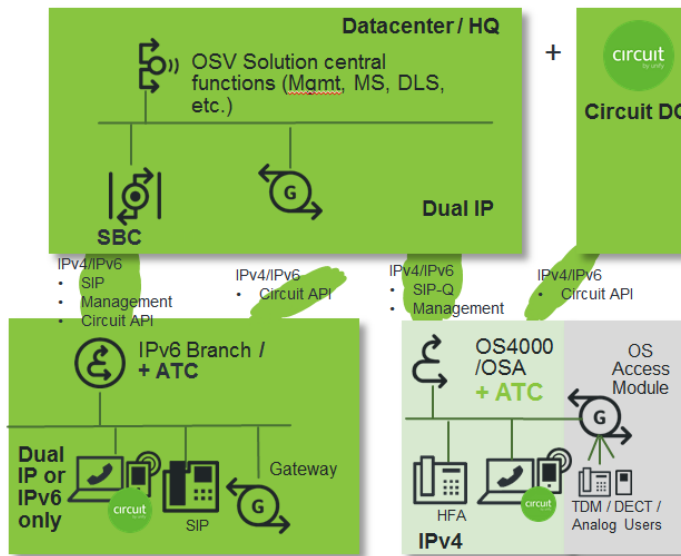 Datacenter / HQ
OSV Solution central
functions (Mgmt, MS, DLS,
etc.)
+
circuit
by unify
Circuit DC
G
Dual IP
SBC
IPv4/IPv6
• SIP
• Management
• Circuit API
IPv4/IPv6
• Circuit API
IPv4/IPv6
• SIP-Q
• Management
IPv4/IPv6
• Circuit API
IPv6 Branch /
+ ATC
Dual
IP or
IPv6
only
circuit
SIP
Gateway
G
OS4000
/OSA
+ ATC
OS
Access
Module
G
HFA
circuit
IPv4
TDM / DECT /
Analog Users